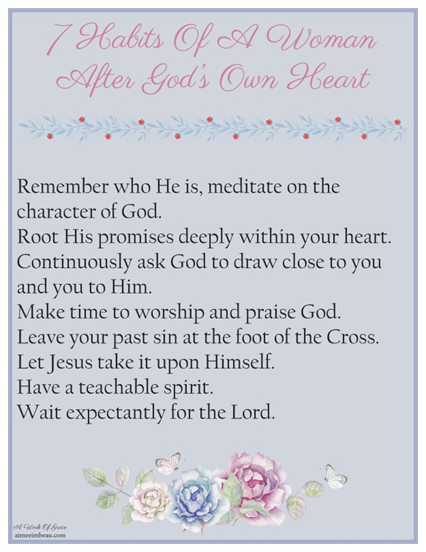 7 Habits Of A Woman
After God's Own Heart
Remember who He is, meditate on the
character of God.
Root His promises deeply within your heart.
Continuously ask God to draw close to you
and you to Him.
Make time to worship and praise God.
Leave your past sin at the foot of the Cross.
Let Jesus take it upon Himself.
Have a teachable spirit.
Wait expectantly for the Lord.
A Work Of Grace
aimeeimbeau.com